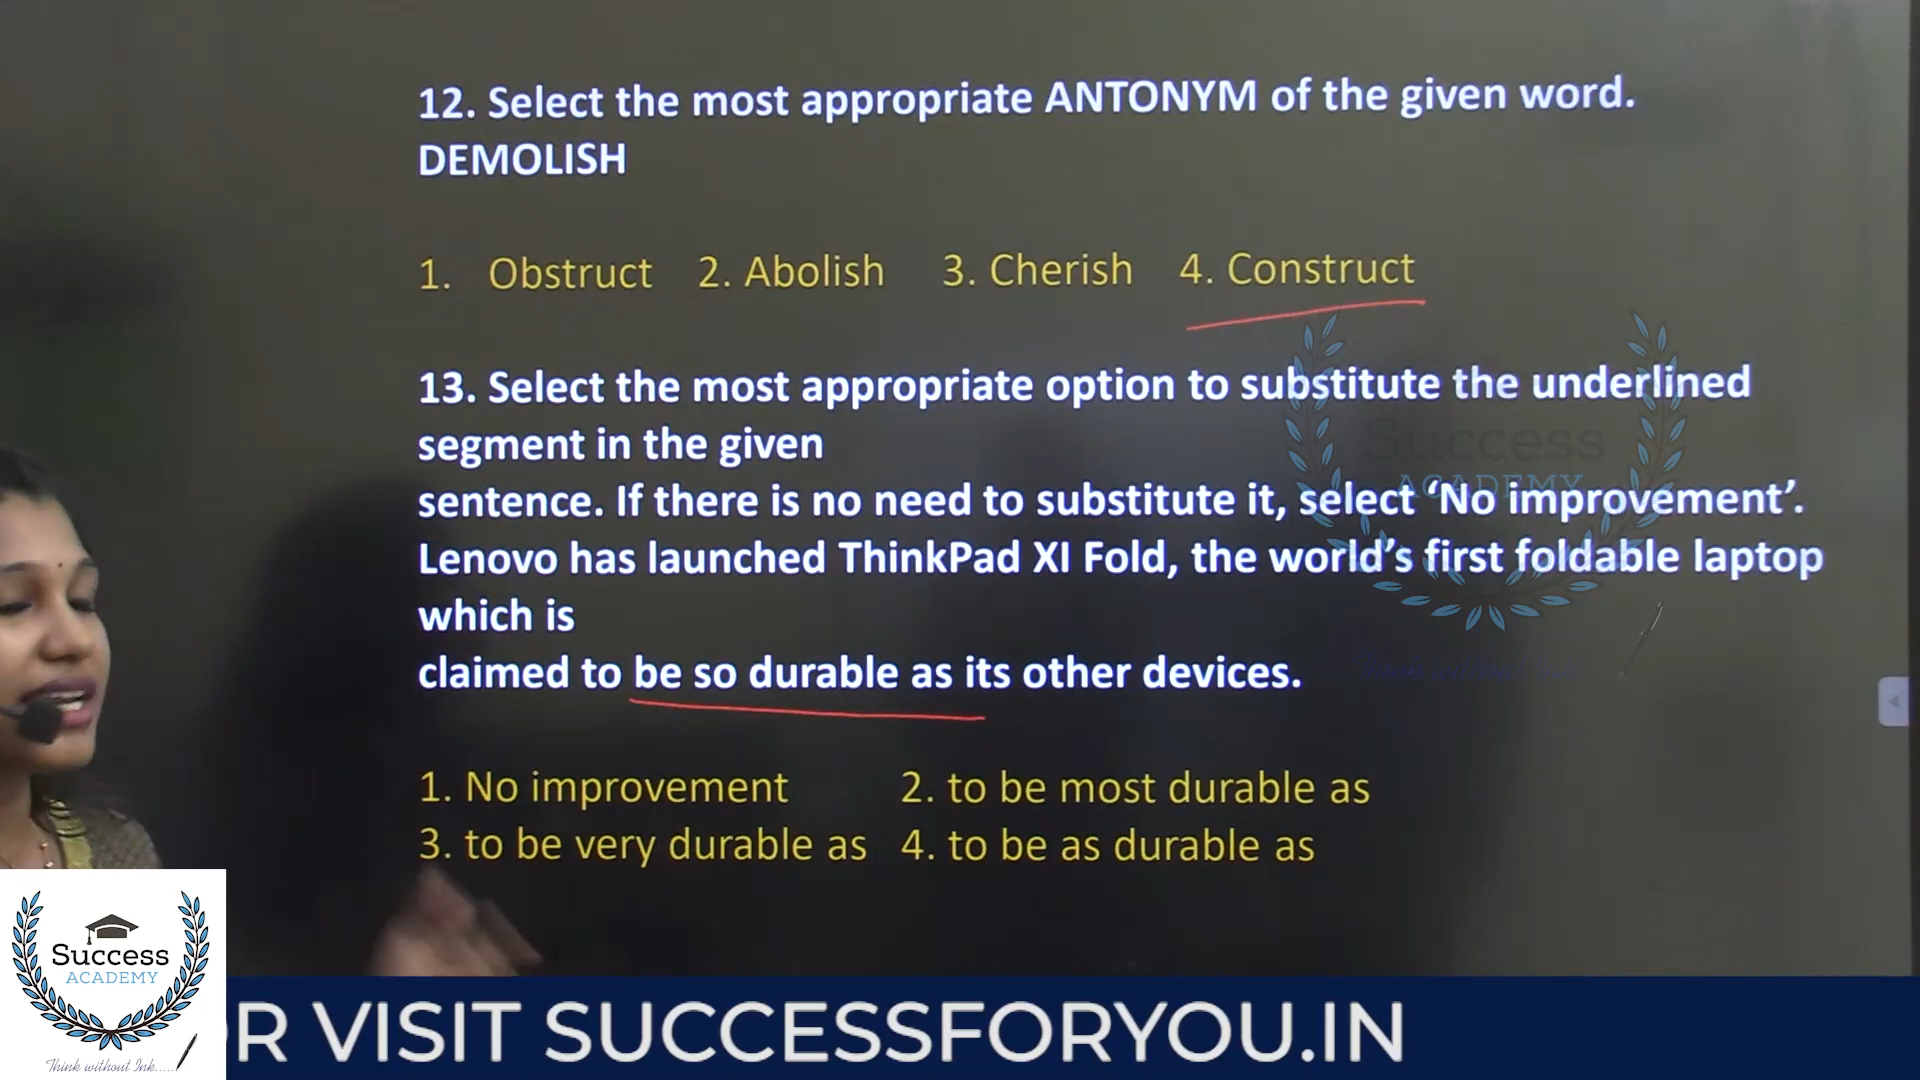 12. Select the most appropriate ANTONYM of the given word.
DEMOLISH
1. Obstruct 2. Abolish 3. Cherish 4. Construct
13. Select the most appropriate option to substitute the underlined
segment in the given
sentence. If there is no need to substitute it, select ‘No improvement’.
Lenovo has launched ThinkPad XI Fold, the world’s first foldable laptop
which is
claimed to be so durable as its other devices.
1. No improvement 2. to be most durable as
3. to be very durable as 4. to be as durable as
Success
ACADEMY
Success
ACADEMY
Think without Ink.....
R VISIT SUCCESSFORYOU.IN